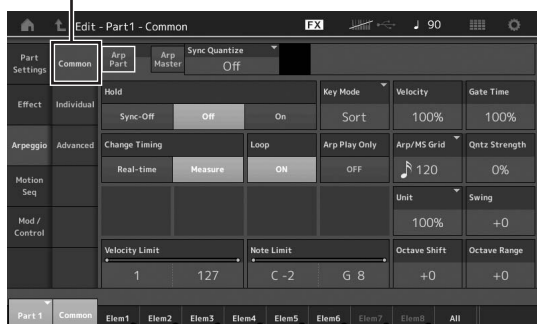 Edit - Part1 - Common FX 90
Part Settings Common Arp Part Arp Master Sync Quantize Off
Effect Individual Hold Key Mode Velocity Gate Time
Sync-Off Off On Sort 100% 100%
Arpeggio Advanced Change Timing Loop Arp Play Only Arp/MS Grid Qntz Strength
Real-time Measure ON OFF 120 0%
Motion Seq Unit Swing
Mod / Control 100% +0
Velocity Limit Note Limit Octave Shift Octave Range
1 127 C -2 G 8 +0 +0
Part 1 Common Elem1 Elem2 Elem3 Elem4 Elem5 Elem6 Elem7 Elem8 All